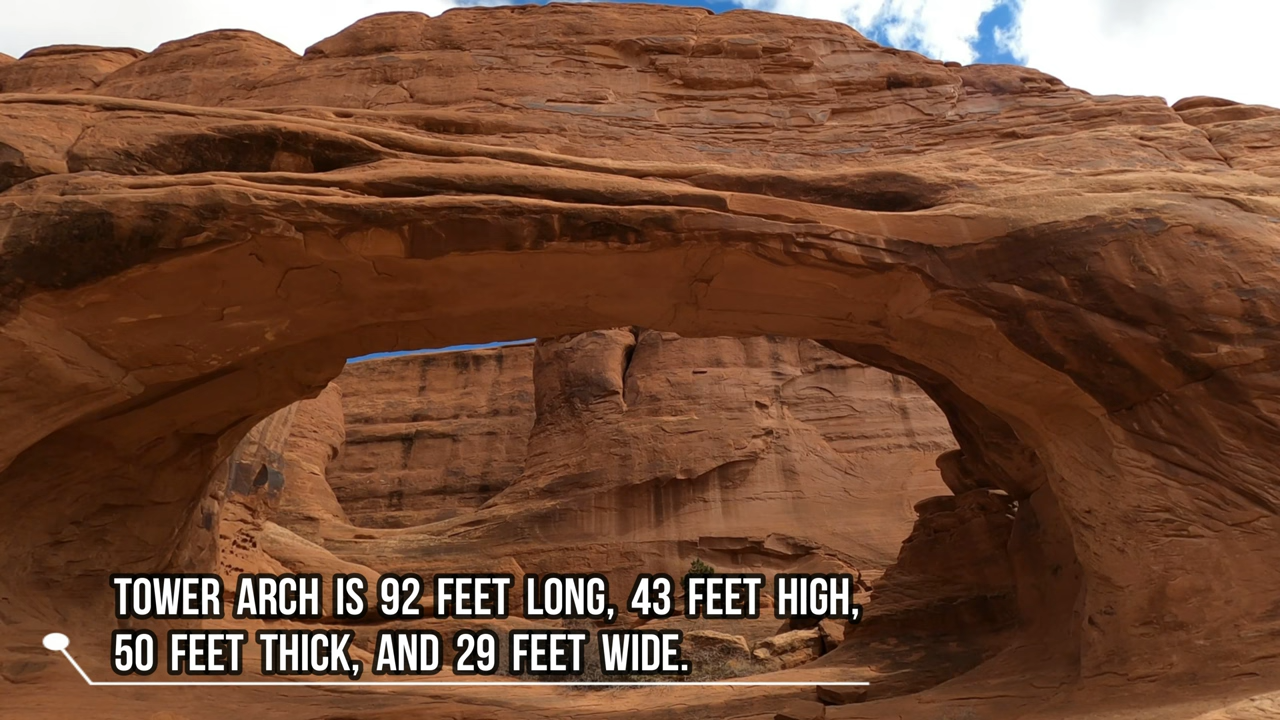 TOWER ARCH IS 92 FEET LONG, 43 FEET HIGH,
50 FEET THICK, AND 29 FEET WIDE.